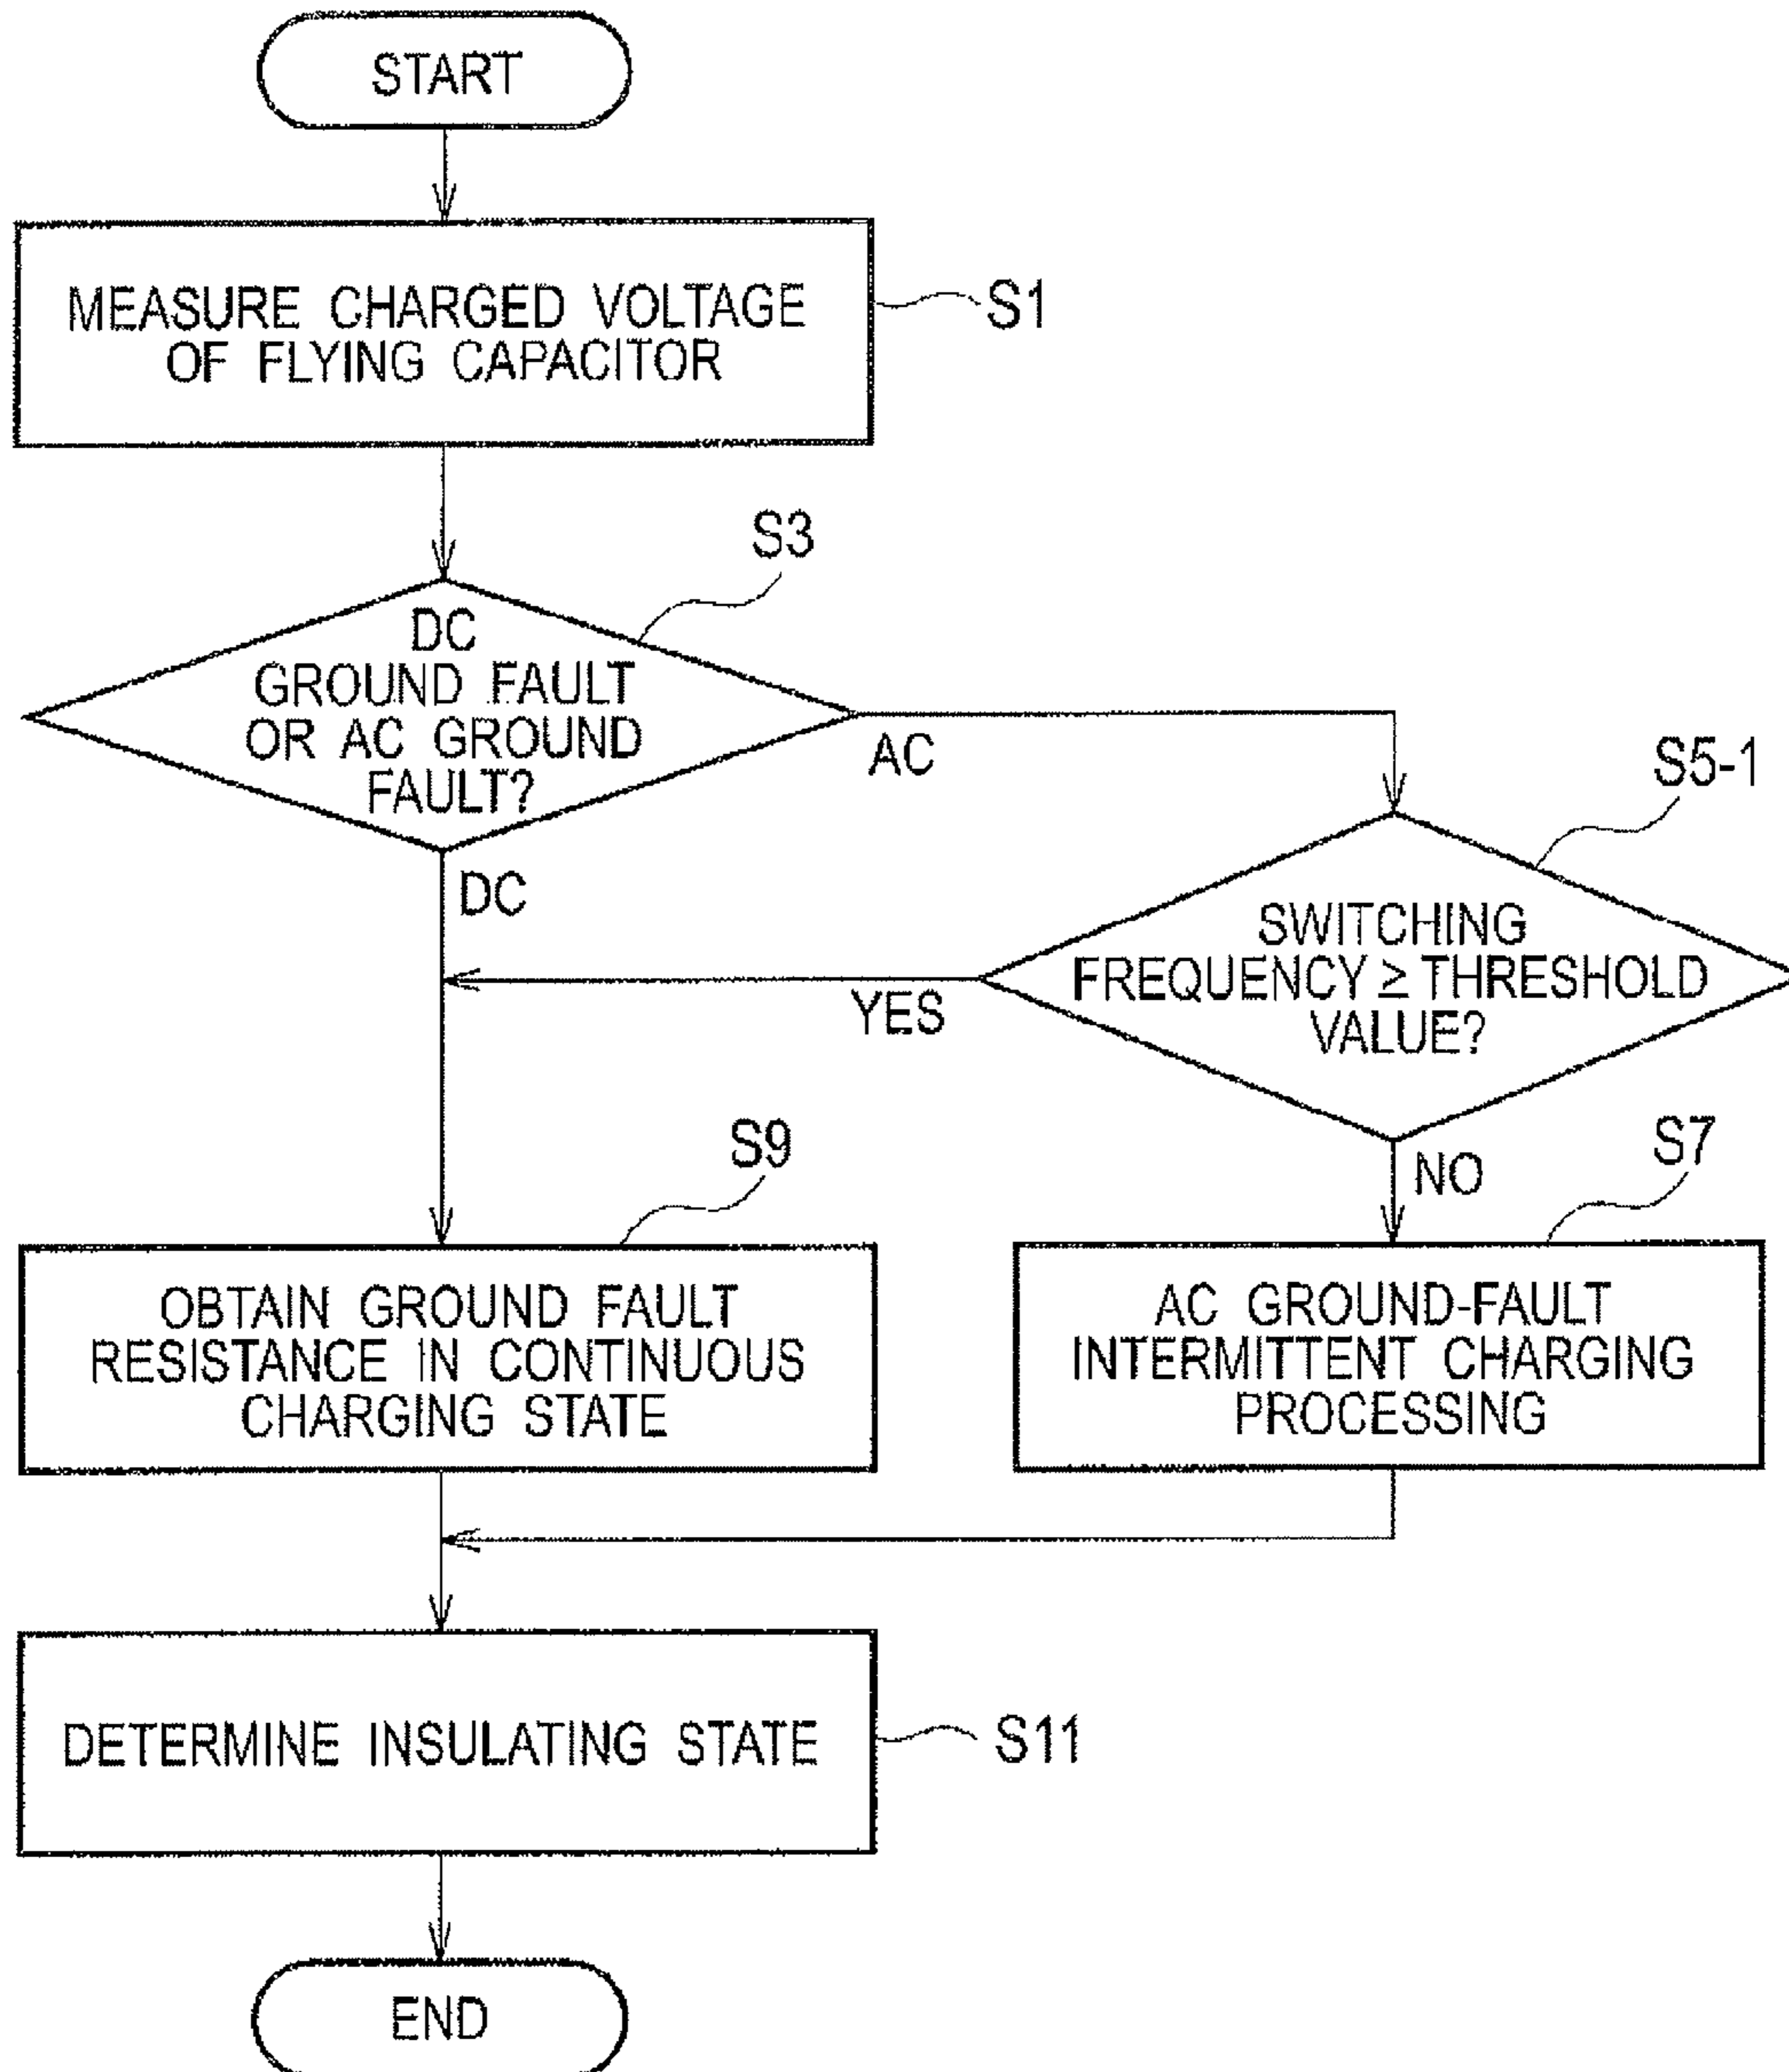 START
MEASURE CHARGED VOLTAGE
OF FLYING CAPACITOR
S1
S3
DC
GROUND FAULT
OR AC GROUND
FAULT?
AC
DC
S5-1
SWITCHING
FREQUENCY ≥ THRESHOLD
VALUE?
YES
NO
S9
OBTAIN GROUND FAULT
RESISTANCE IN CONTINUOUS
CHARGING STATE
S7
AC GROUND-FAULT
INTERMITTENT CHARGING
PROCESSING
DETERMINE INSULATING STATE
S11
END